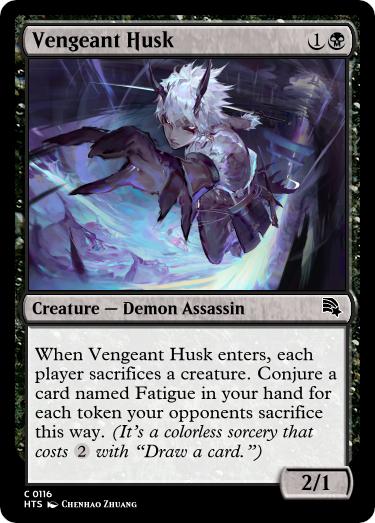 Vengeant Husk 1
Creature — Demon Assassin
When Vengeant Husk enters, each
player sacrifices a creature. Conjure a
card named Fatigue in your hand for
each token your opponents sacrifice
this way. (It's a colorless sorcery that
costs 2 with “Draw a card.”)
2/1
C 0116
HTS Chenhao Zhuang